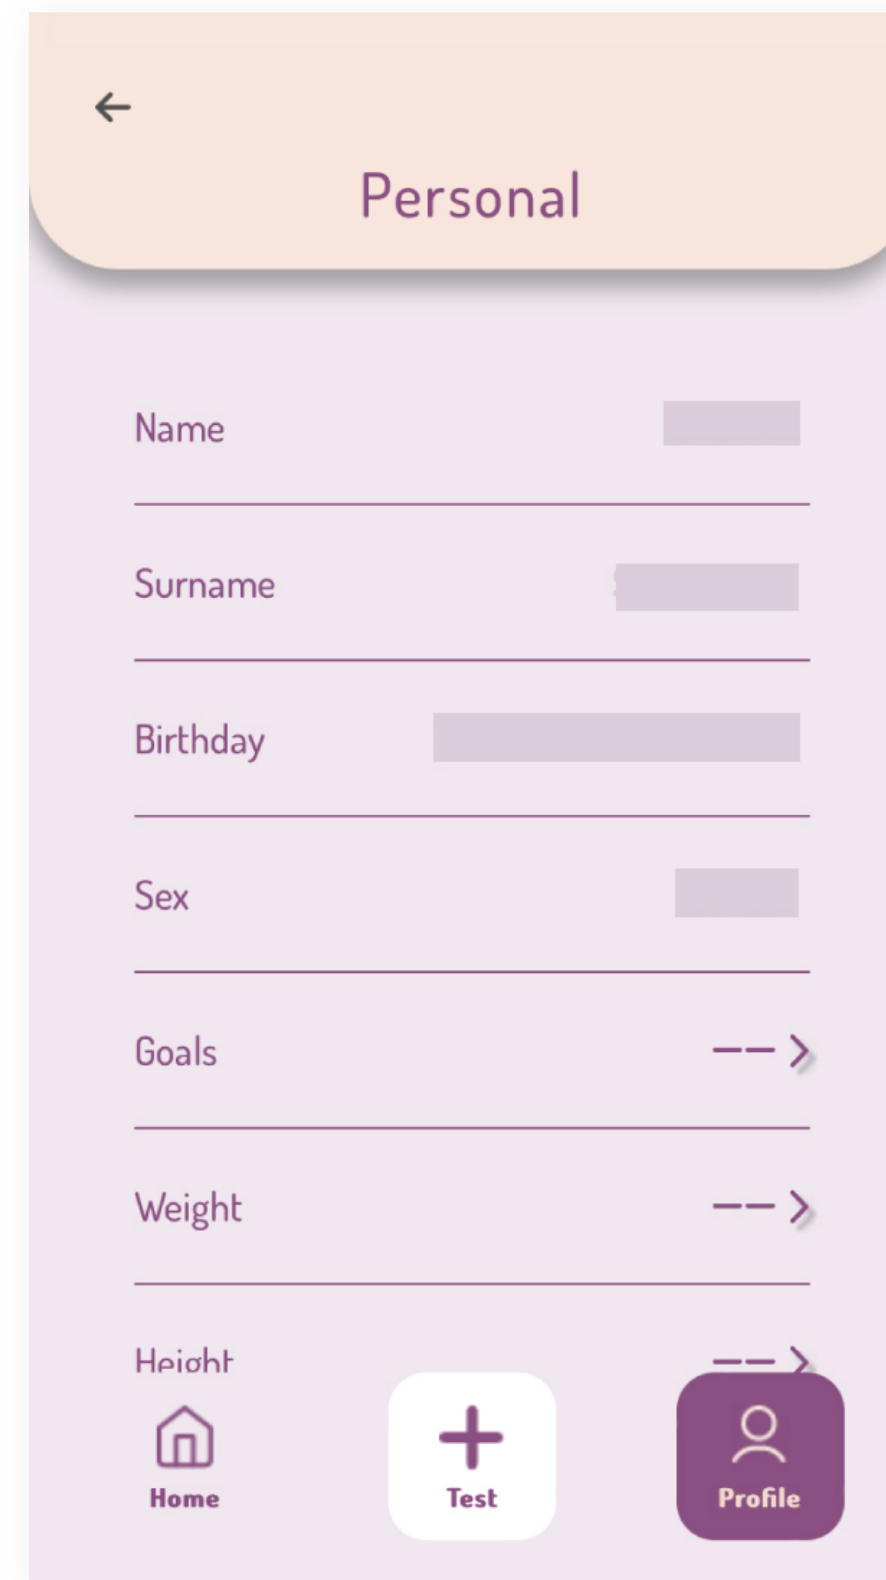 Personal
Name
Surname
Birthday
Sex
Goals --
Weight --
Height --
Home
Test
Profile